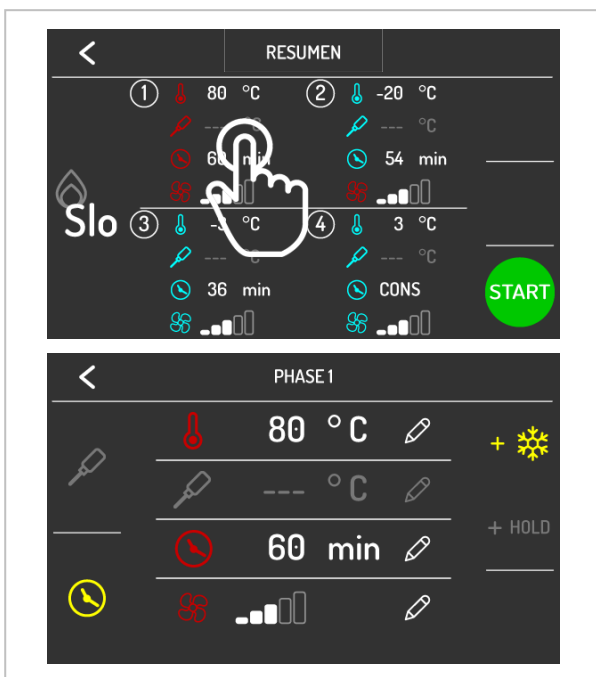 RESUMEN
1 80 °C 2 -20 °C
--- °C --- °C
60 min 54 min
Slo
3 -3 °C 4 3 °C
--- °C --- °C
36 min CONS
START
PHASE 1
80 °C
+
--- °C
+ HOLD
60 min